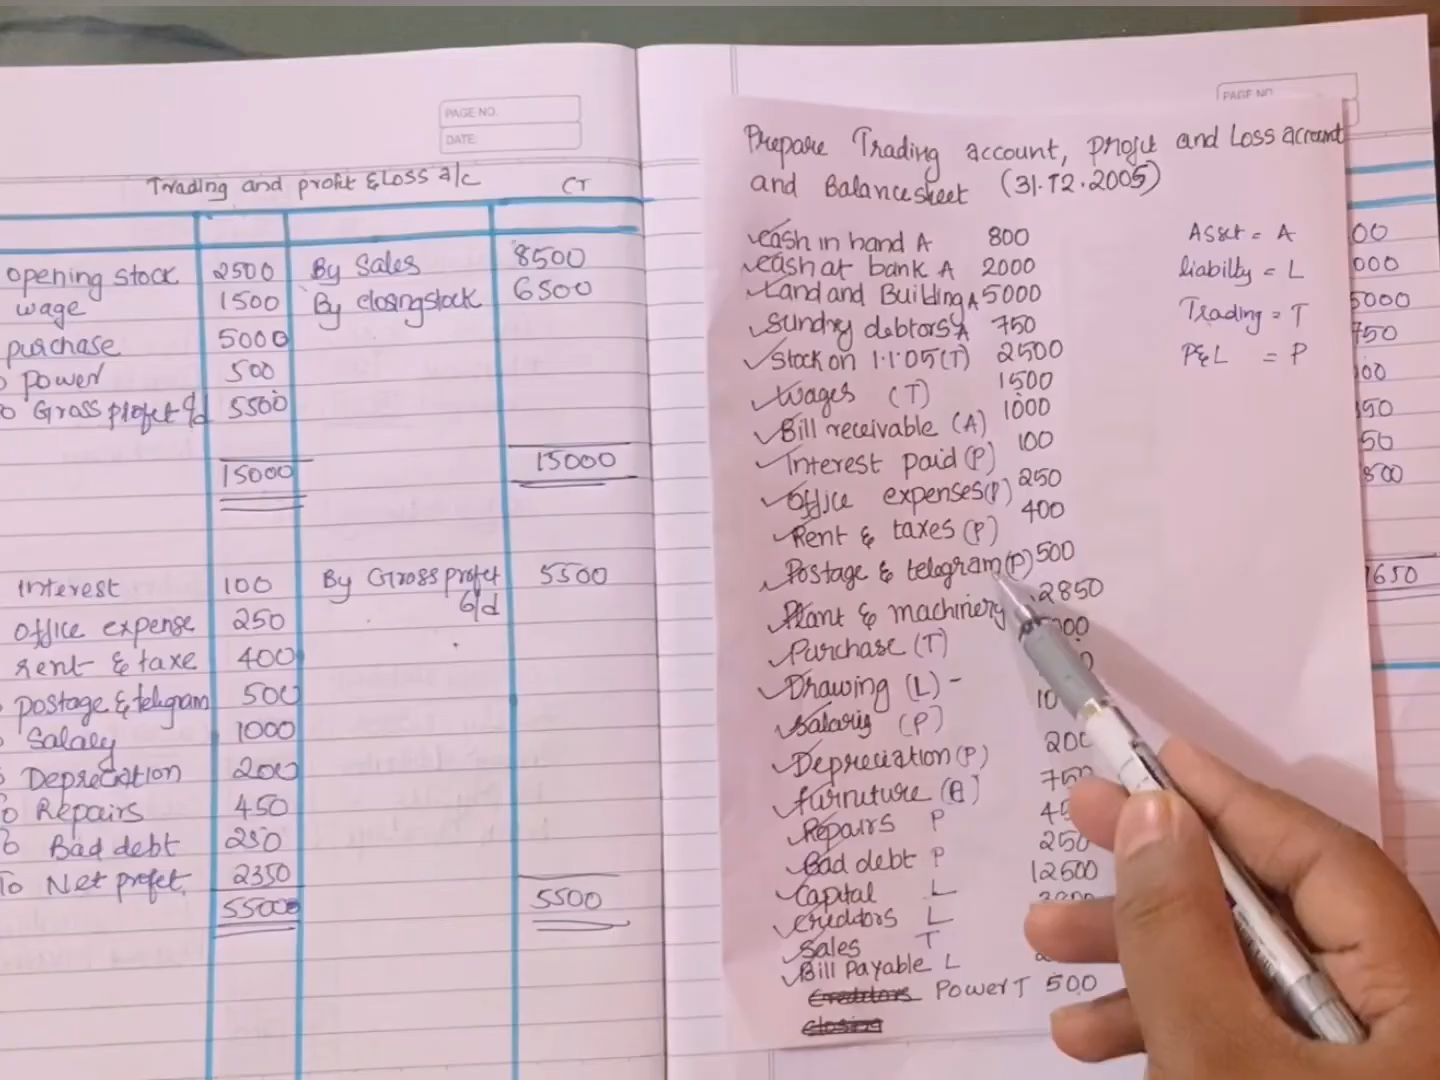 PAGE NO.
DATE:
Trading and profit & Loss a/c Cr
opening stock 2500 By Sales 8500
wage 1500 By closing stock 6500
purchase 5000
power 500
Gross profit c/d 5500
15000 15000
Interest 100 By Gross profit 5500
b/d
office expense 250
rent & taxe 400
postage & telegram 500
Salary 1000
Depreciation 200
Repairs 450
Bad debt 250
To Net profit 2350
5500 5500
PAGE NO.
Prepare Trading account, profit and Loss account
and Balancesheet (31.12.2005)
cash in hand A 800
cash at bank A 2000
Land and Building A 5000
Sundry debtors A 750
Stock on 1.1.05 (T) 2500
Wages (T) 1500
Bill receivable (A) 1000
Interest paid (P) 100
Office expenses (P) 250
Rent & taxes (P) 400
Postage & telegram (P) 500
Plant & machinery 2850
Purchase (T)
Drawing (L) -
Salaris (P)
Depreciation (P) 200
furniture (A) 750
Repairs P
Bad debt P 250
Capital L 12500
creditors L
Sales T
Bill Payable L
Power T 500
Asset = A
liabilty = L
Trading = T
P&L = P
00
000
5000
750
00
50
50
500
650